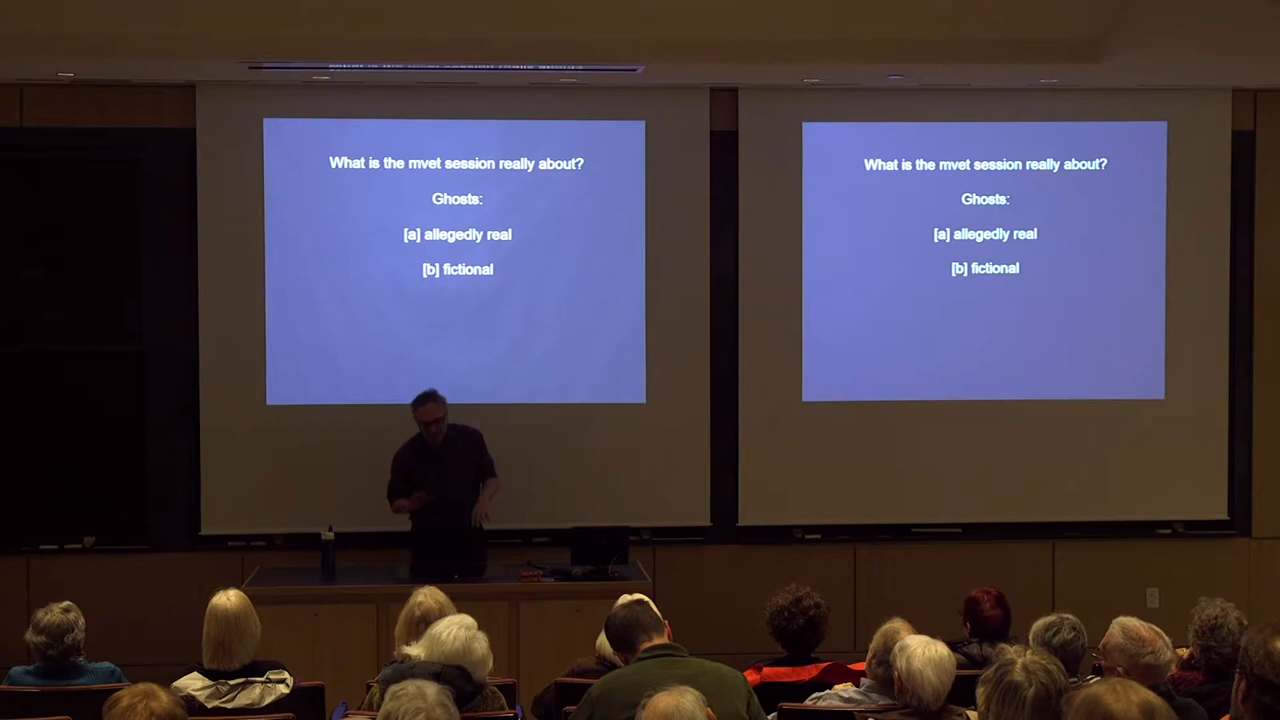 What is the mvet session really about?
Ghosts:
[a] allegedly real
[b] fictional
What is the mvet session really about?
Ghosts:
[a] allegedly real
[b] fictional